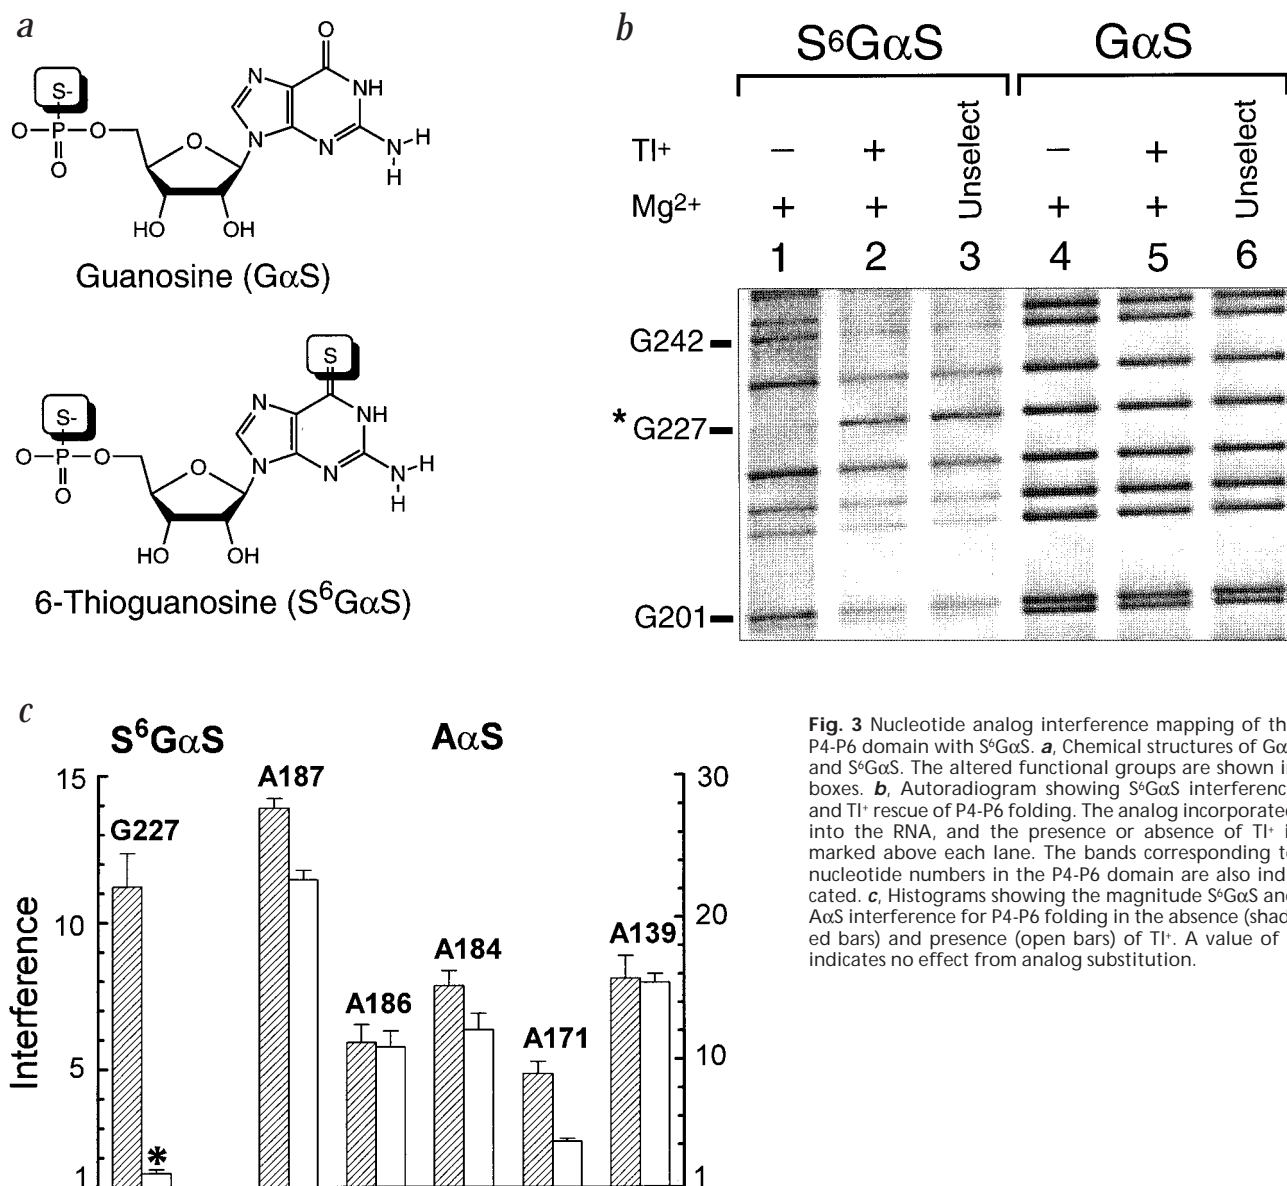 a
O
N
NH
S-
O–P–O
O
O
N
N
N–H
H
HO
OH
Guanosine (GαS)
S
N
NH
S-
O–P–O
O
O
N
N
N–H
H
HO
OH
6-Thioguanosine (S⁶GαS)
b
S⁶GαS
GαS
Tl⁺
−
+
Unselect
−
+
Unselect
Mg²⁺
+
+
+
+
1
2
3
4
5
6
G242
* G227
G201
c
S⁶GαS
AαS
15
10
5
1
Interference
30
20
10
1
G227
*
A187
A186
A184
A171
A139
Fig. 3 Nucleotide analog interference mapping of th
P4-P6 domain with S⁶GαS. a, Chemical structures of Gα
and S⁶GαS. The altered functional groups are shown i
boxes. b, Autoradiogram showing S⁶GαS interferenc
and Tl⁺ rescue of P4-P6 folding. The analog incorporate
into the RNA, and the presence or absence of Tl⁺ i
marked above each lane. The bands corresponding t
nucleotide numbers in the P4-P6 domain are also indi
cated. c, Histograms showing the magnitude S⁶GαS an
AαS interference for P4-P6 folding in the absence (shad
ed bars) and presence (open bars) of Tl⁺. A value of
indicates no effect from analog substitution.